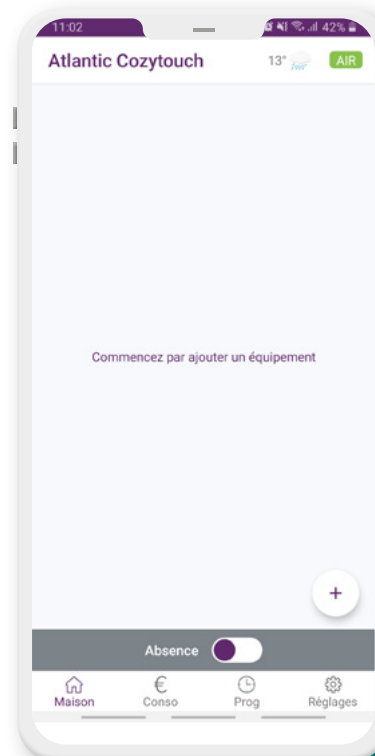 11:02
42%
Atlantic Cozytouch
13°
AIR
Commencez par ajouter un équipement
+
Absence
€
Maison
Conso
Prog
Réglages